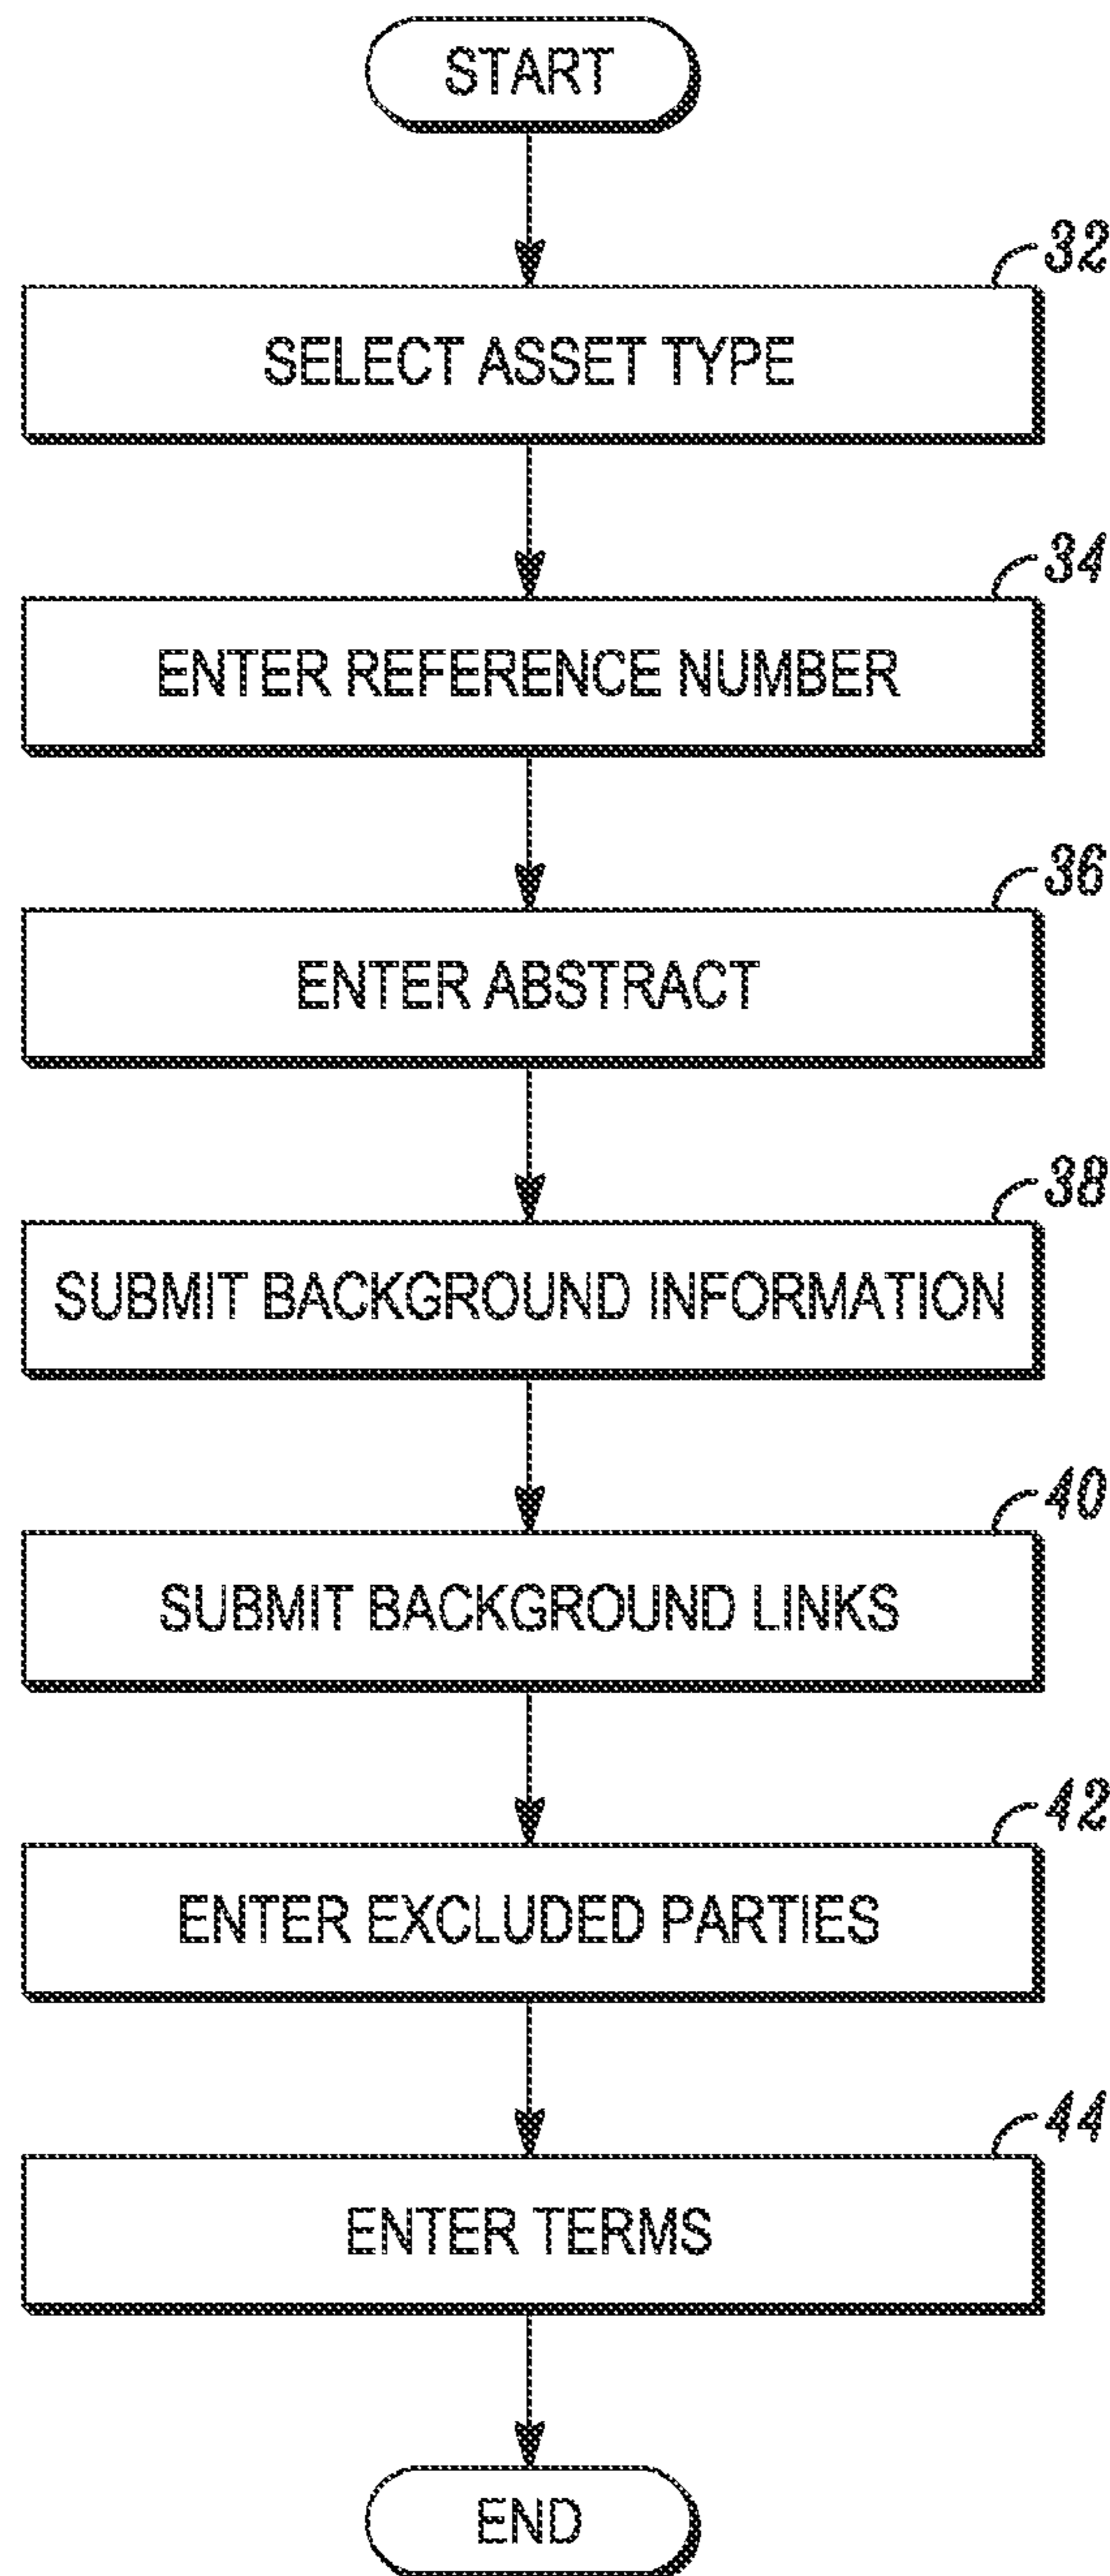 START
32
SELECT ASSET TYPE
34
ENTER REFERENCE NUMBER
36
ENTER ABSTRACT
38
SUBMIT BACKGROUND INFORMATION
40
SUBMIT BACKGROUND LINKS
42
ENTER EXCLUDED PARTIES
44
ENTER TERMS
END